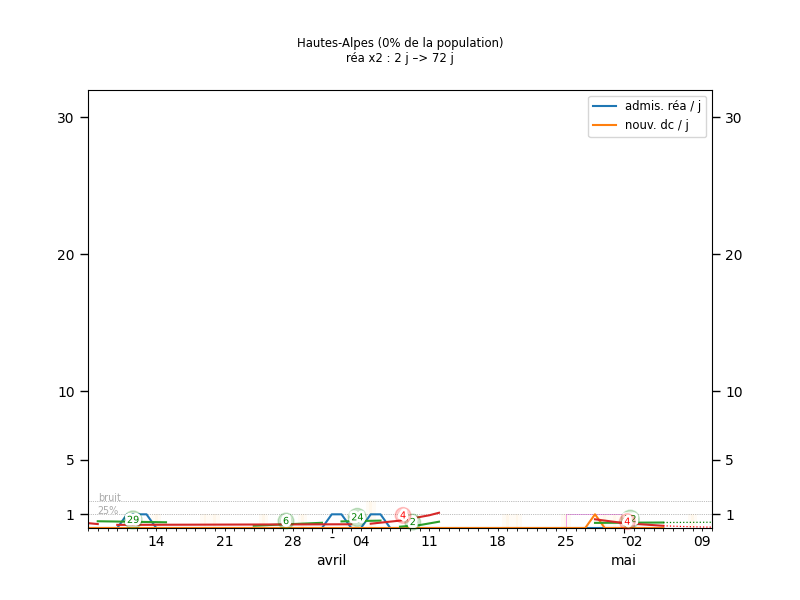 Hautes-Alpes (0% de la population)
réa x2 : 2 j –> 72 j
admis. réa / j
nouv. dc / j
30 30
20 20
10 10
5 5
bruit
25%
1 1
29 6 24 4 2 4
14 21 28 04 11 18 25 02 09
avril mai